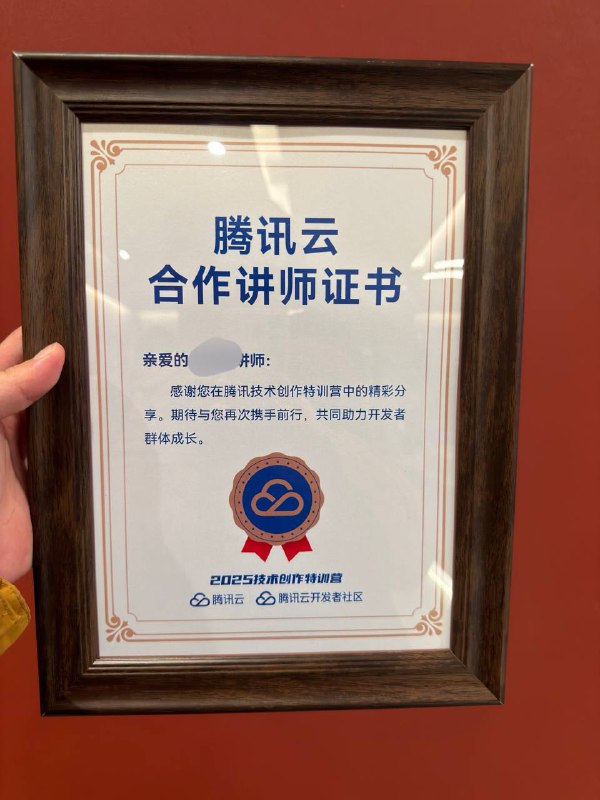 腾讯云
合作讲师证书
亲爱的 讲师:
感谢您在腾讯技术创作特训营中的精彩分
享。期待与您再次携手前行，共同助力开发者
群体成长。
2025技术创作特训营
腾讯云 腾讯云开发者社区